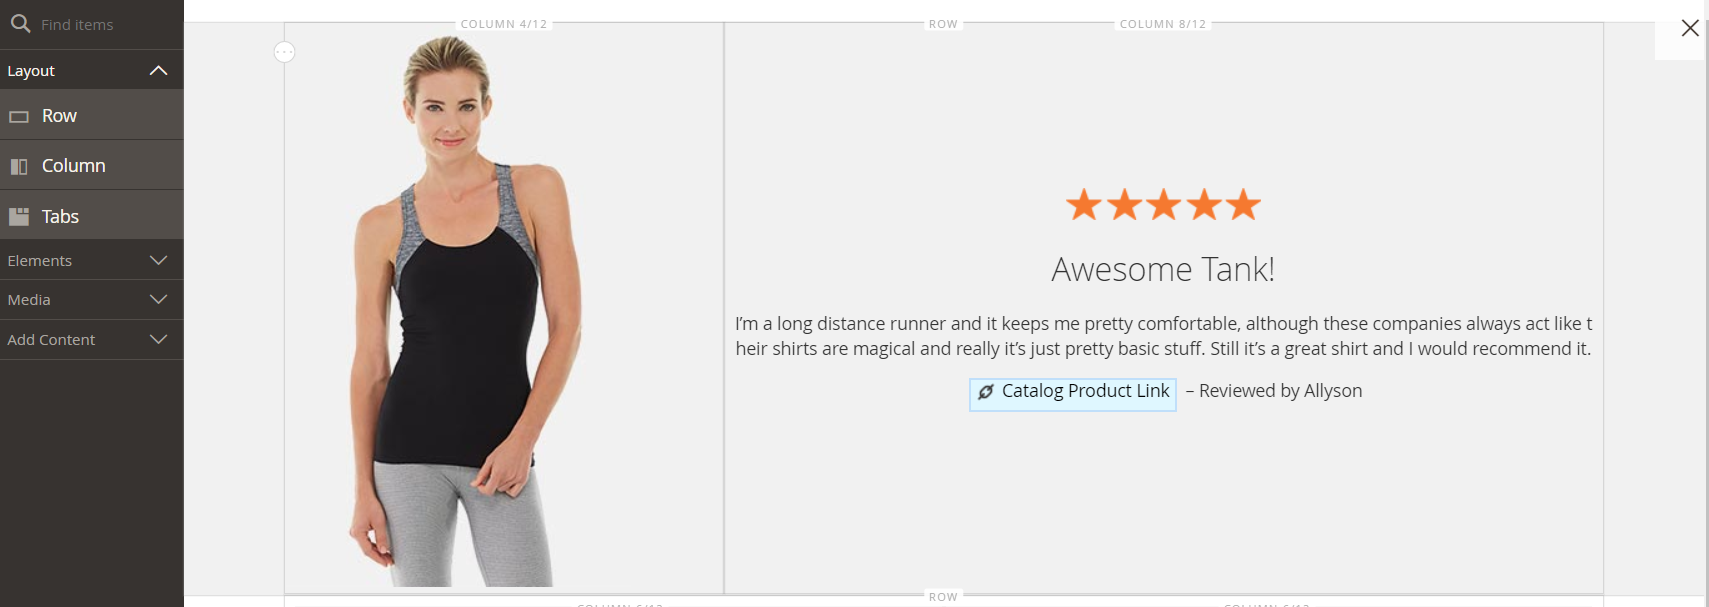 Find items
Layout
Row
Column
Tabs
Elements
Media
Add Content
COLUMN 4/12
ROW
COLUMN 8/12
Awesome Tank!
I’m a long distance runner and it keeps me pretty comfortable, although these companies always act like t
heir shirts are magical and really it’s just pretty basic stuff. Still it’s a great shirt and I would recommend it.
Catalog Product Link – Reviewed by Allyson
ROW